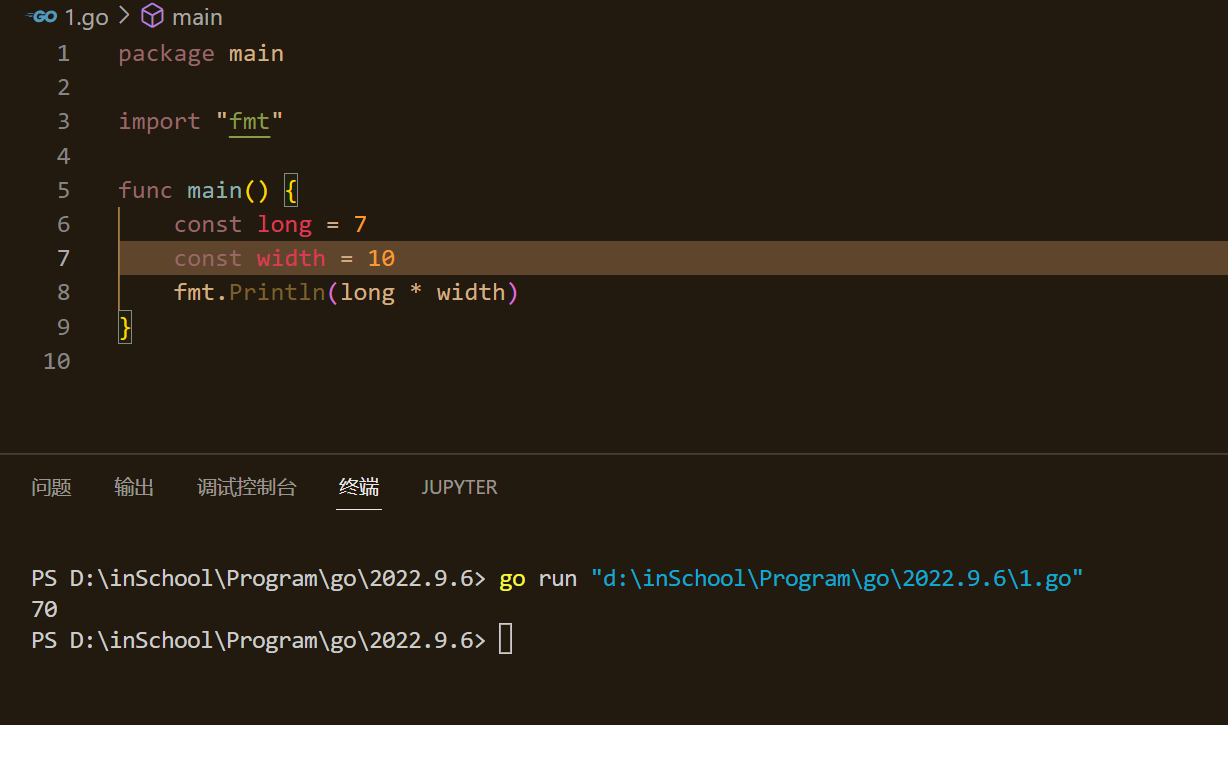 GO 1.go > main
1 package main
2
3 import "fmt"
4
5 func main() {
6 const long = 7
7 const width = 10
8 fmt.Println(long * width)
9 }
10
问题 输出 调试控制台 终端 JUPYTER
PS D:\inSchool\Program\go\2022.9.6> go run "d:\inSchool\Program\go\2022.9.6\1.go"
70
PS D:\inSchool\Program\go\2022.9.6>